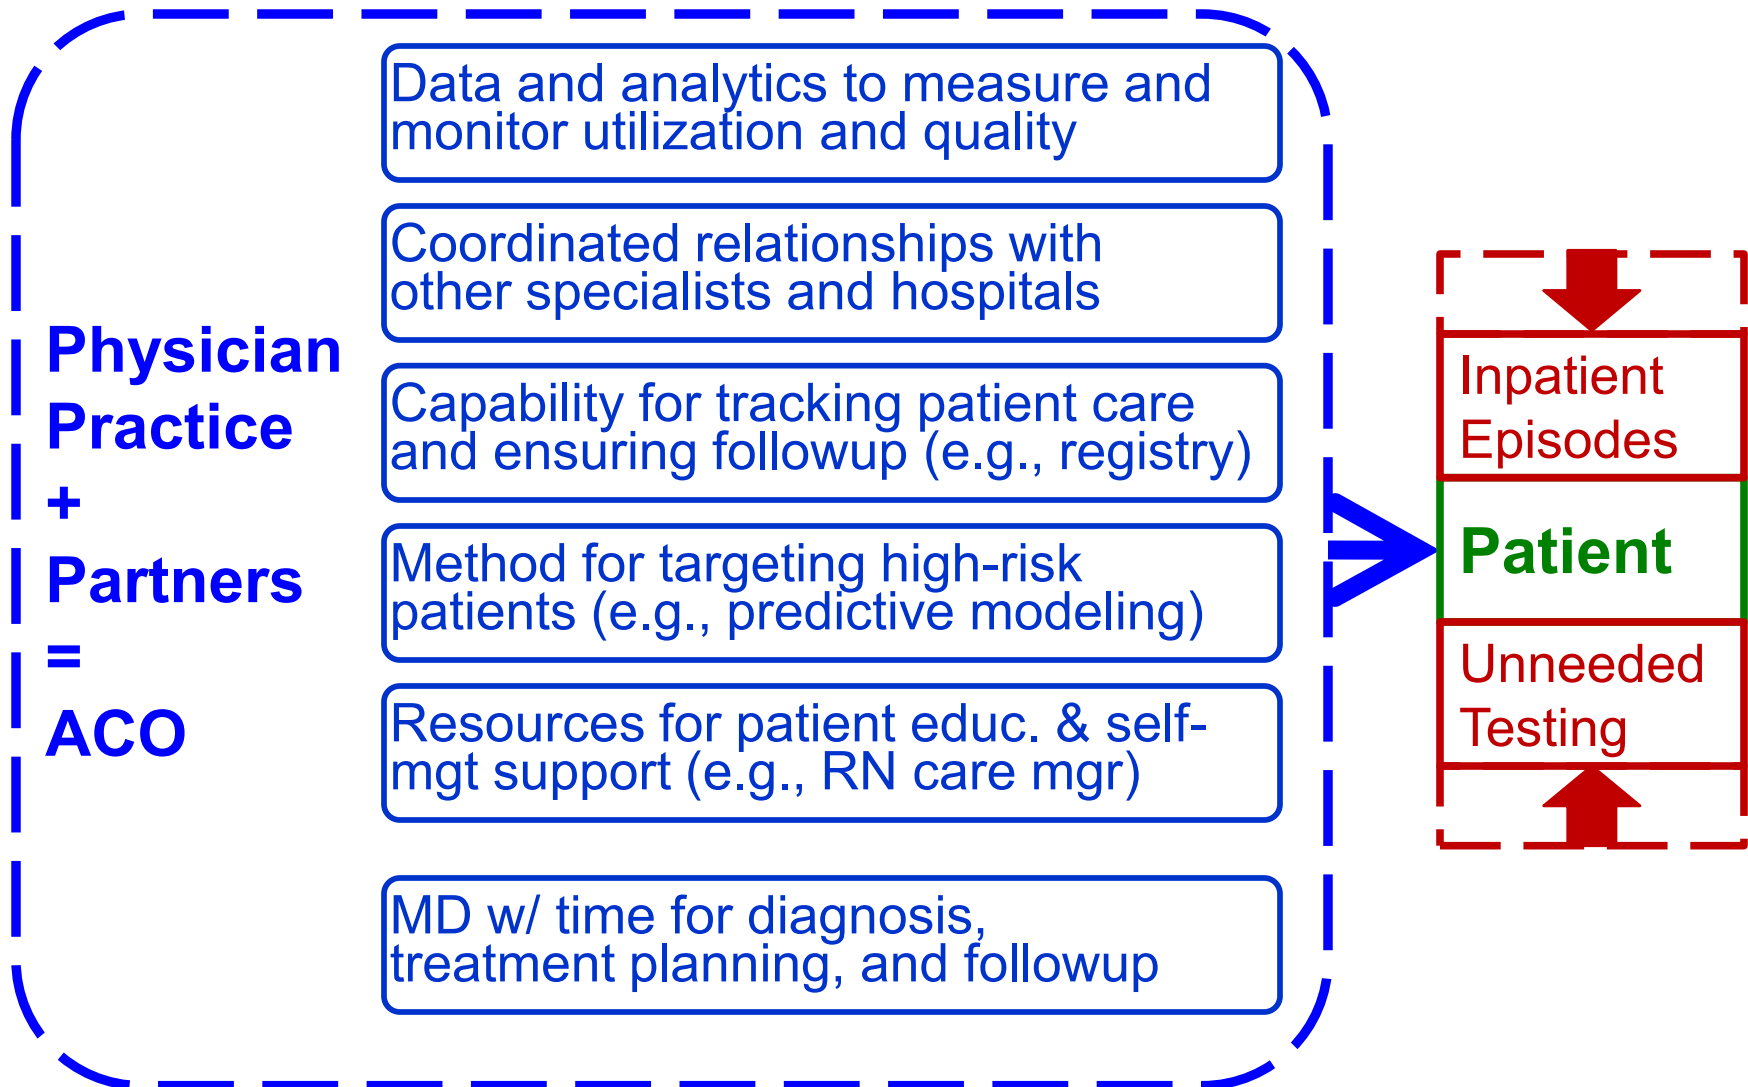 Physician
Practice
+
Partners
=
ACO
Data and analytics to measure and
monitor utilization and quality
Coordinated relationships with
other specialists and hospitals
Capability for tracking patient care
and ensuring followup (e.g., registry)
Method for targeting high-risk
patients (e.g., predictive modeling)
Resources for patient educ. & self-
mgt support (e.g., RN care mgr)
MD w/ time for diagnosis,
treatment planning, and followup
Inpatient
Episodes
Patient
Unneeded
Testing